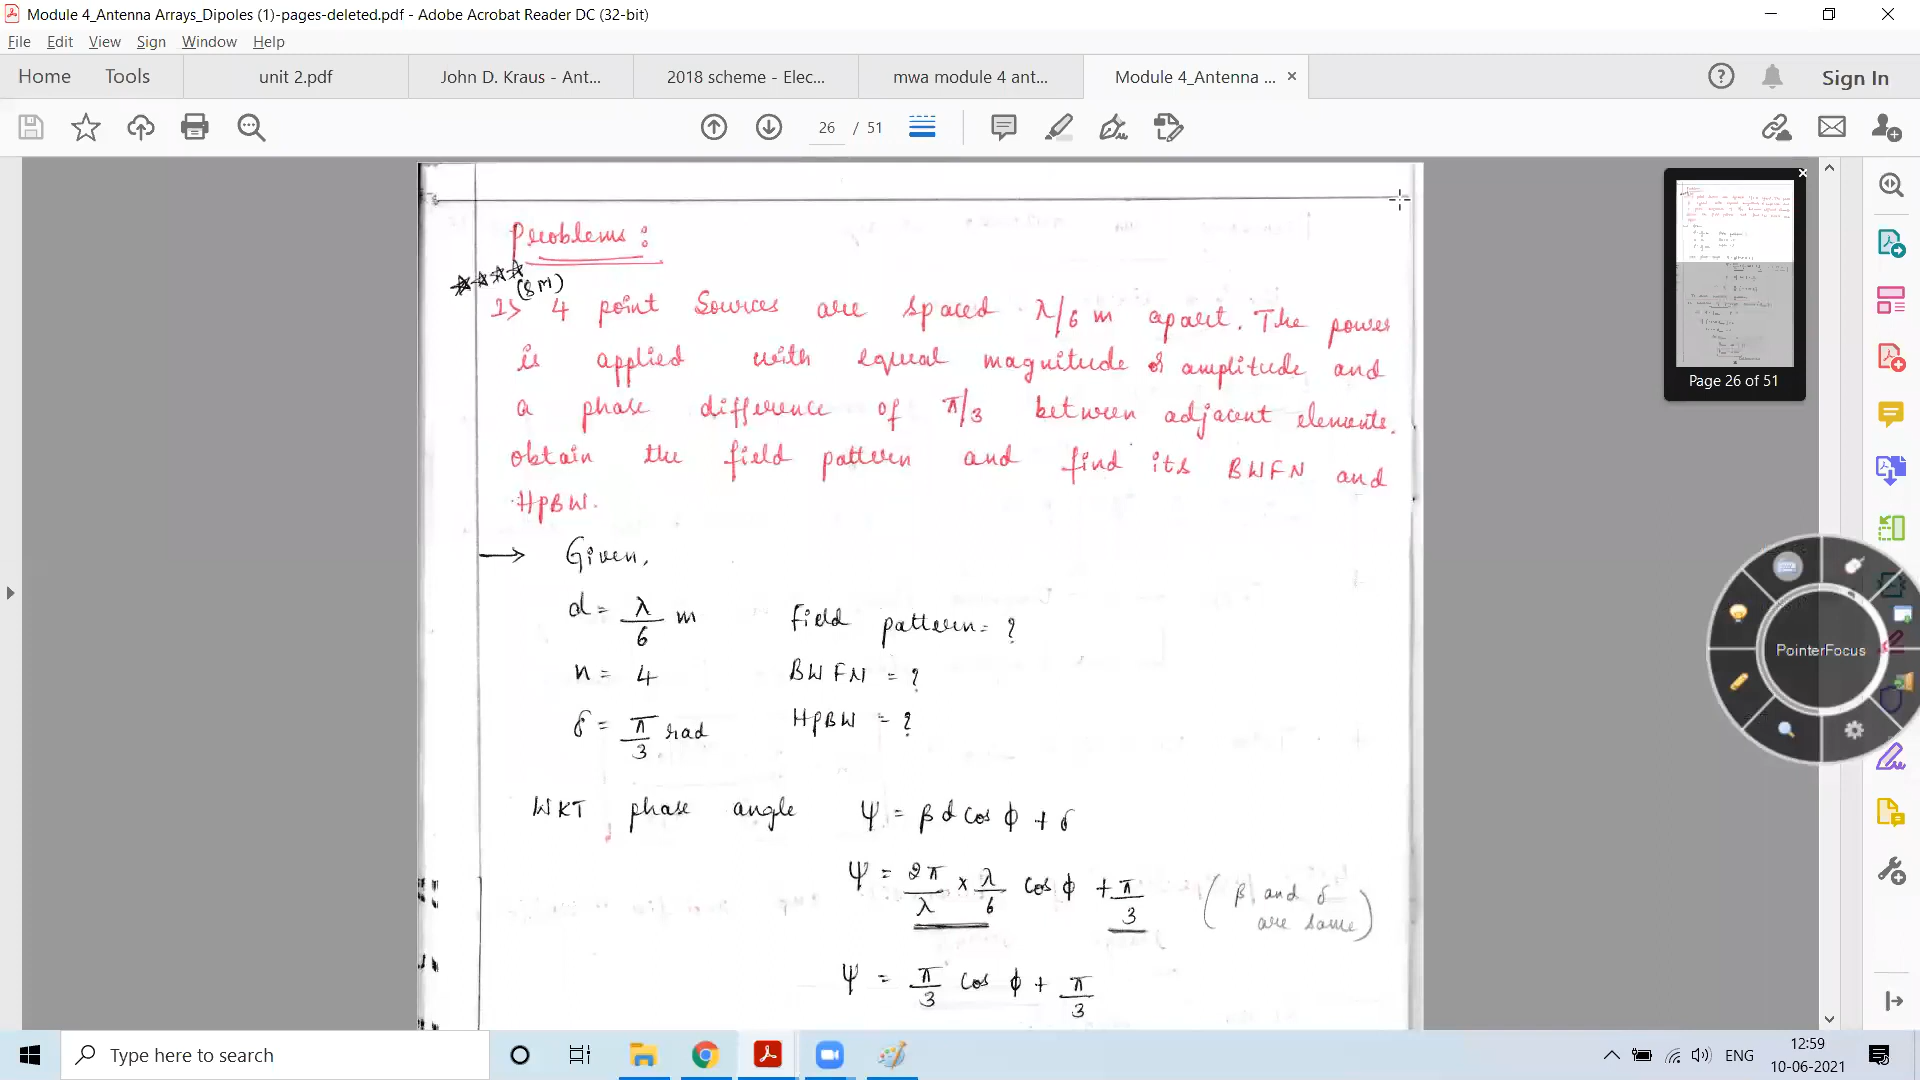 Module 4_Antenna Arrays_Dipoles (1)-pages-deleted.pdf - Adobe Acrobat Reader DC (32-bit)
File Edit View Sign Window Help
Home Tools unit 2.pdf John D. Kraus - Ant... 2018 scheme - Elec... mwa module 4 ant... Module 4_Antenna ... × Sign In
26 / 51
Problems :
(8M)
1> 4 point Sources are spaced λ/6 m apart. The power
is applied with equal magnitude & amplitude and
a phase difference of π/3 between adjacent elements.
obtain the field pattern and find its BWFN and
HPBW.
→ Given,
d = λ/6 m field pattern = ?
n = 4 BWFN = ?
δ = π/3 rad HPBW = ?
WKT phase angle ψ = βd cos φ + δ
ψ = 2π/λ × λ/6 cos φ + π/3 (β and δ
are same)
ψ = π/3 cos φ + π/3
Page 26 of 51
PointerFocus
Type here to search
ENG
12:59
10-06-2021